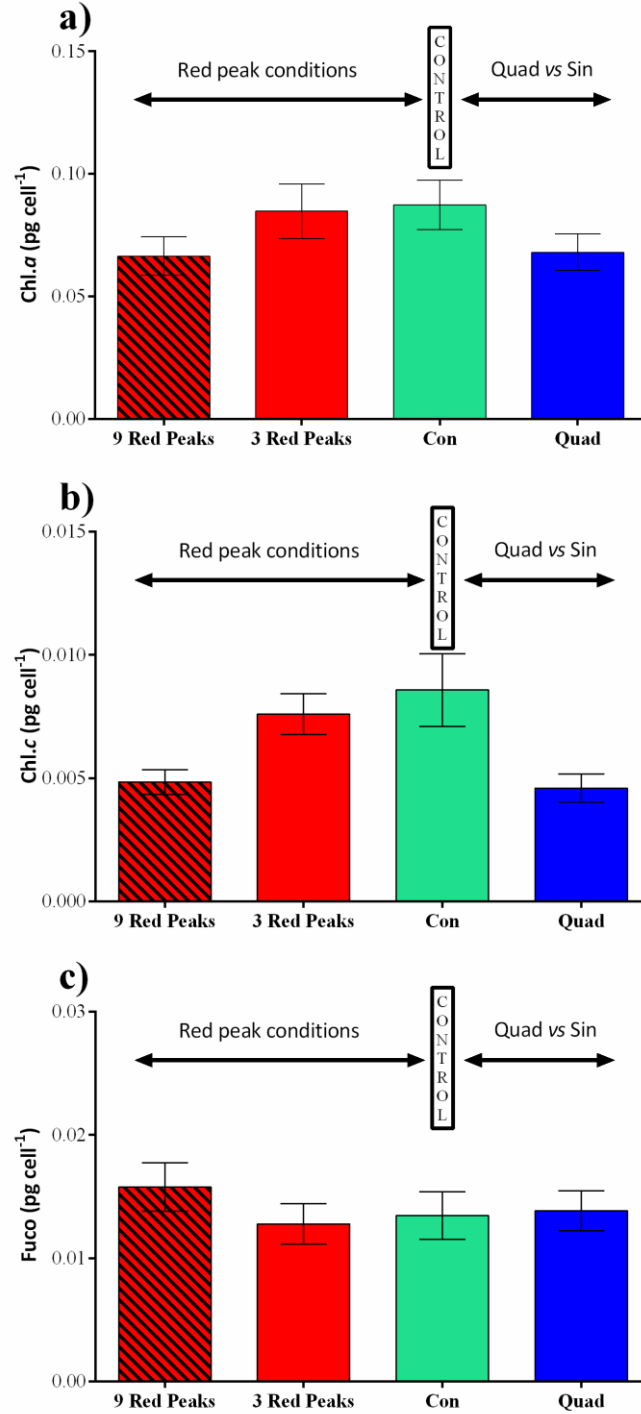 a)
0.15
0.10
0.05
0.00
Chl.a (pg cell-1)
Red peak conditions
CONTROL
Quad vs Sin
9 Red Peaks
3 Red Peaks
Con
Quad
b)
0.015
0.010
0.005
0.000
Chl.c (pg cell-1)
Red peak conditions
CONTROL
Quad vs Sin
9 Red Peaks
3 Red Peaks
Con
Quad
c)
0.03
0.02
0.01
0.00
Fuco (pg cell-1)
Red peak conditions
CONTROL
Quad vs Sin
9 Red Peaks
3 Red Peaks
Con
Quad